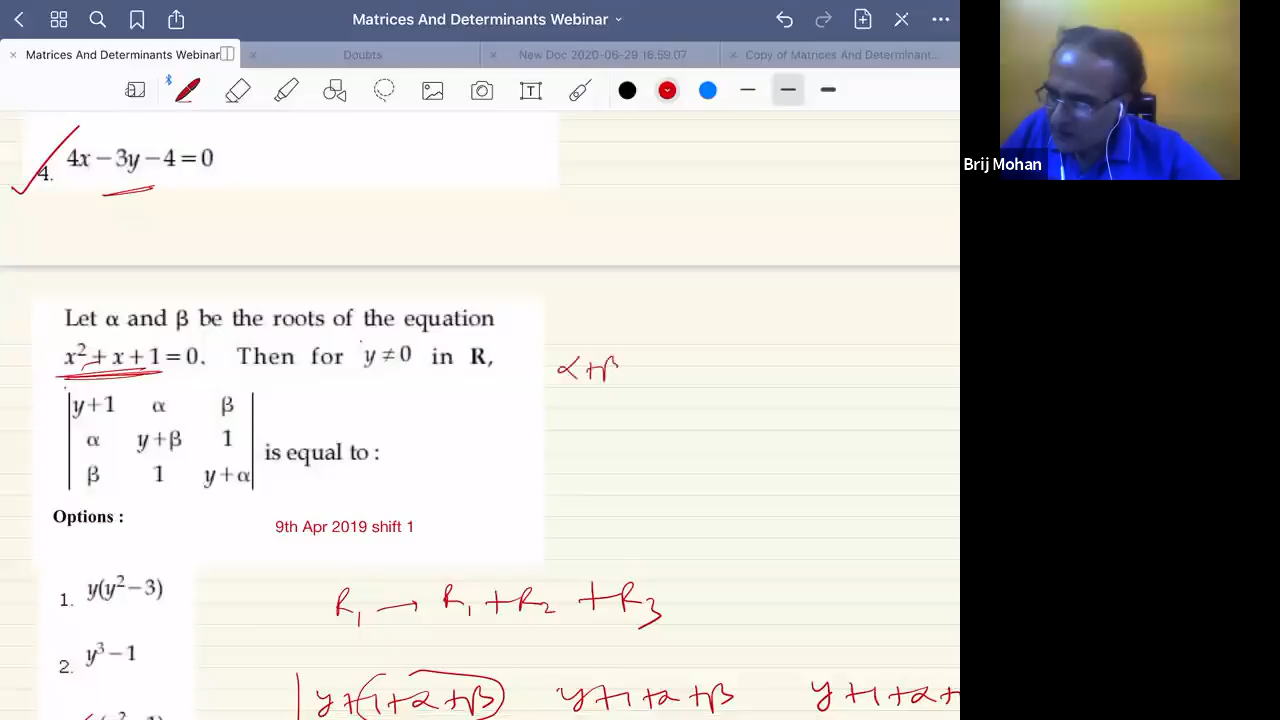 Matrices And Determinants Webinar
Matrices And Determinants Webinar
Doubts
New Doc 2020-06-29 16:59:07
Copy of Matrices And Determinant...
T
4. 4x − 3y − 4 = 0
Brij Mohan
Let α and β be the roots of the equation
x² + x + 1 = 0. Then for y ≠ 0 in R,
α + β
|y+1 α β|
|α y+β 1| is equal to :
|β 1 y+α|
Options :
9th Apr 2019 shift 1
1. y(y² − 3)
R₁ → R₁ + R₂ + R₃
2. y³ − 1
| y + (1 + α + β) y + 1 + α + β y + 1 + α +